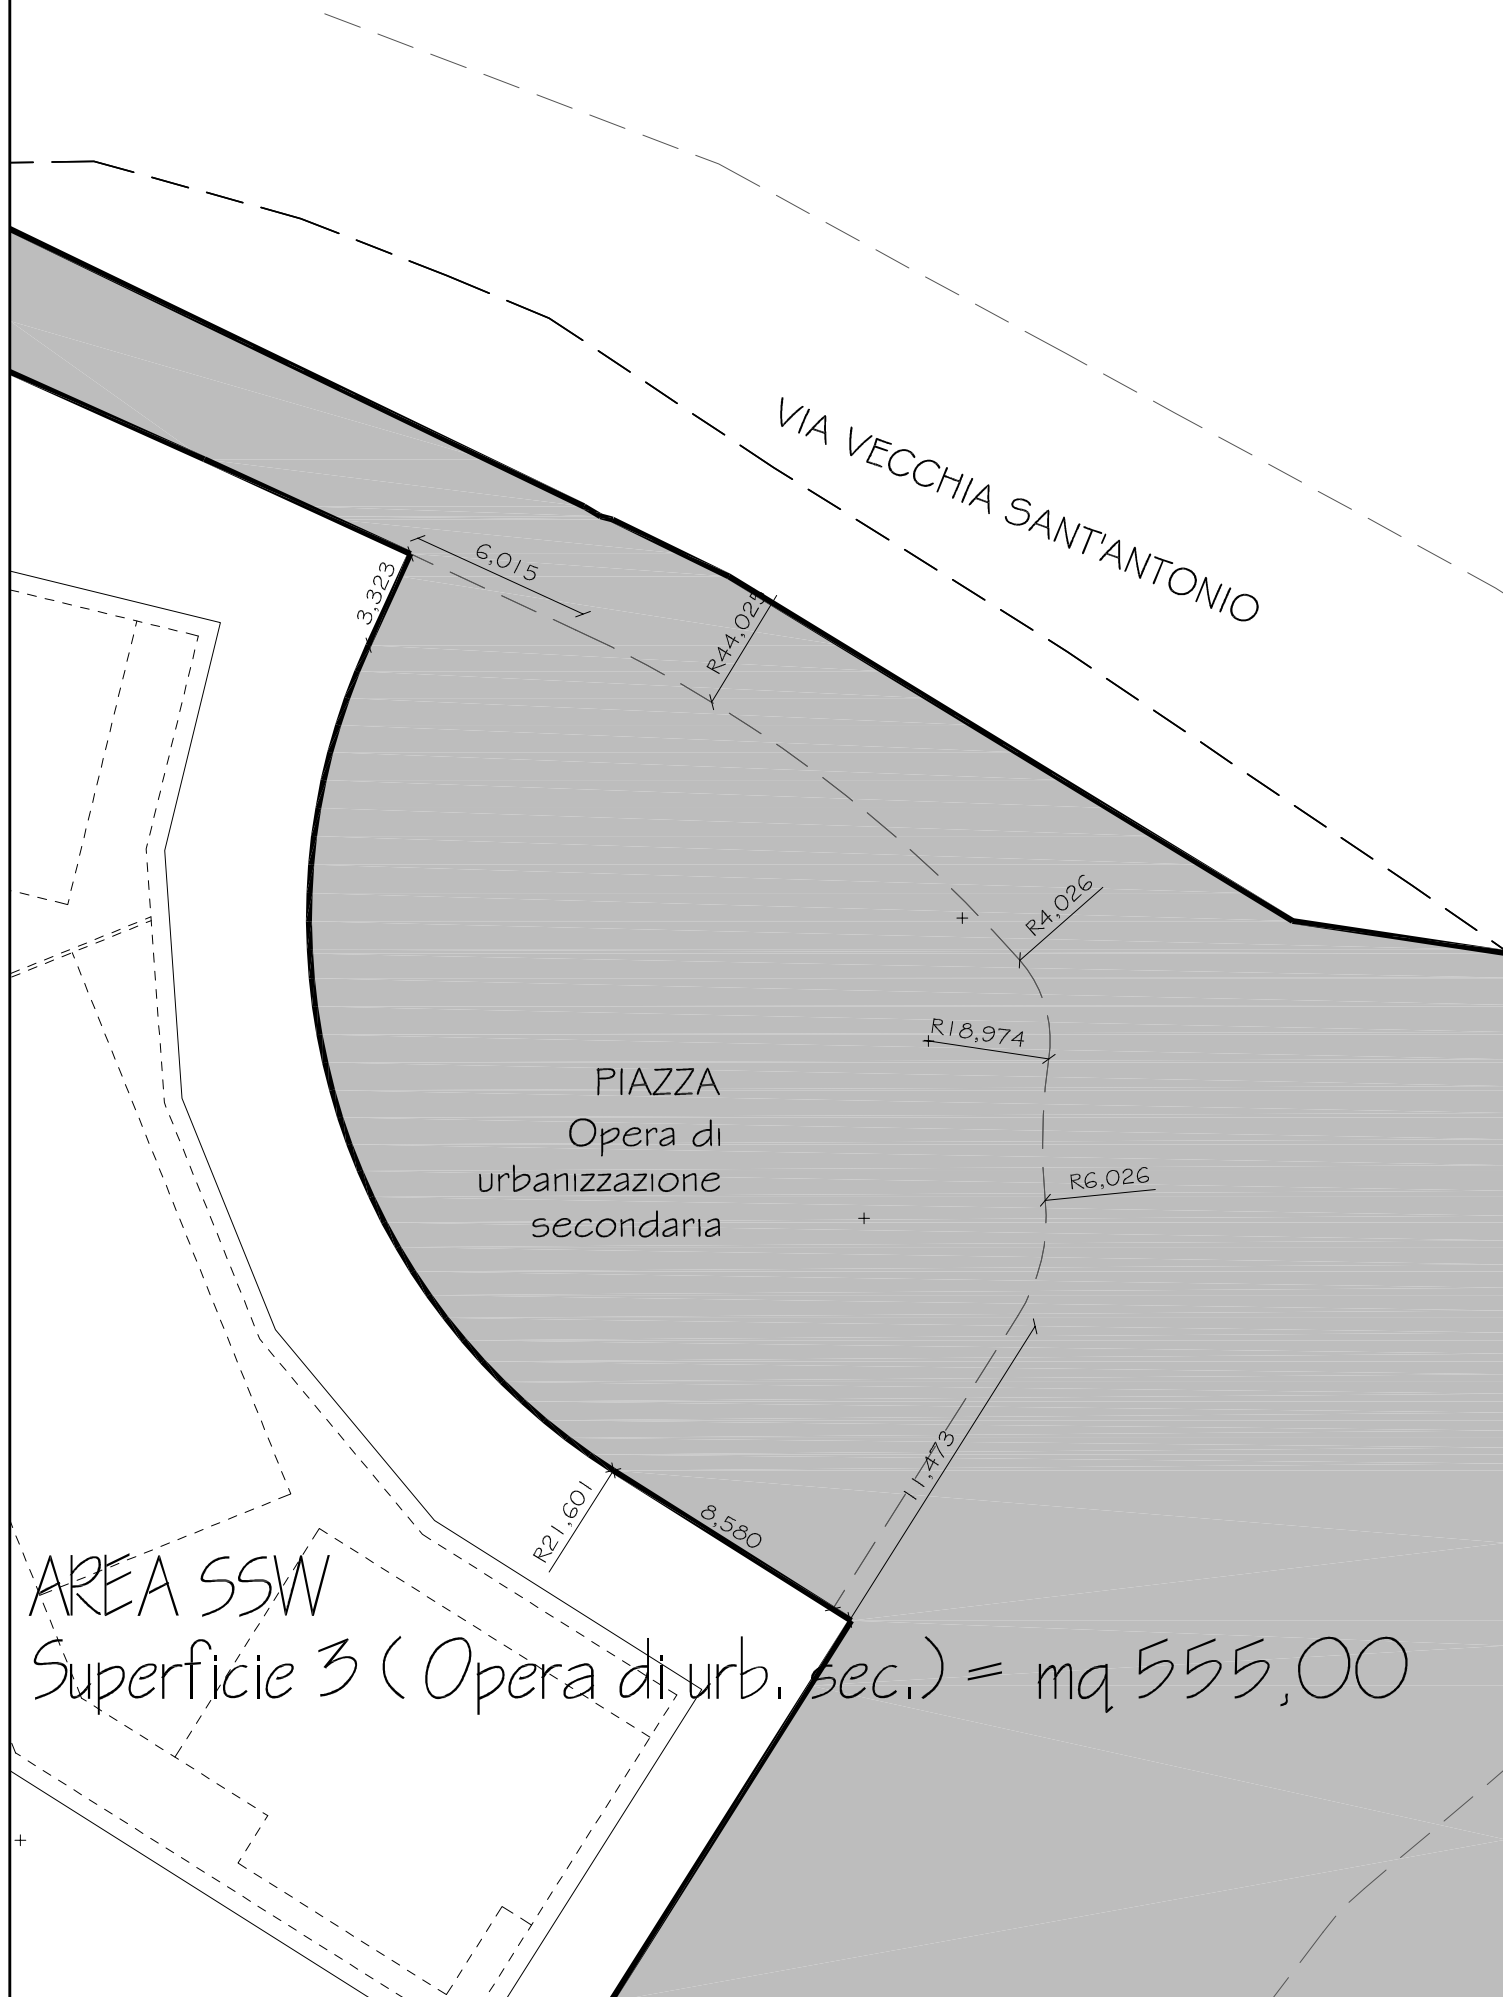 VIA VECCHIA SANT'ANTONIO
6,015
3,323
R44,025
R4,026
R18,974
PIAZZA
Opera di
urbanizzazione
secondaria
R6,026
11,473
R21,601
8,580
AREA SSW
Superficie 3 ( Opera di urb. sec.) = mq 555,00